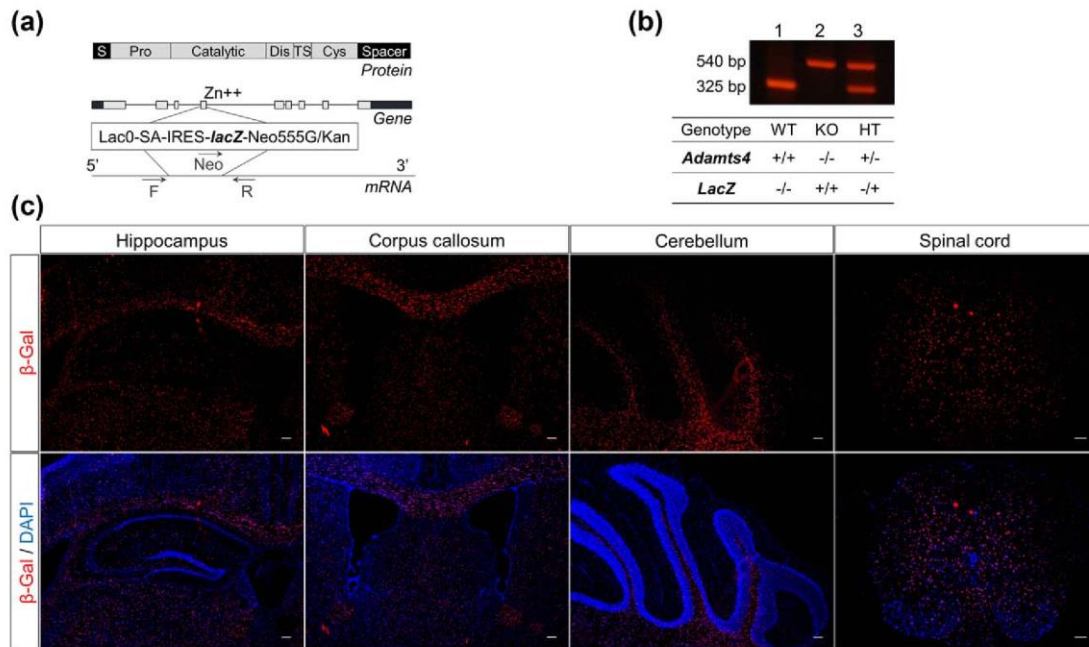 (a)
S Pro Catalytic Dis TS Cys Spacer
Protein
Zn++
Gene
Lac0-SA-IRES-lacZ-Neo555G/Kan
Neo
5’ 3’
F R mRNA
(b)
1 2 3
540 bp
325 bp
Genotype WT KO HT
Adamts4 +/+ -/- +/-
LacZ -/- +/+ -/+
(c)
Hippocampus Corpus callosum Cerebellum Spinal cord
β-Gal
β-Gal / DAPI